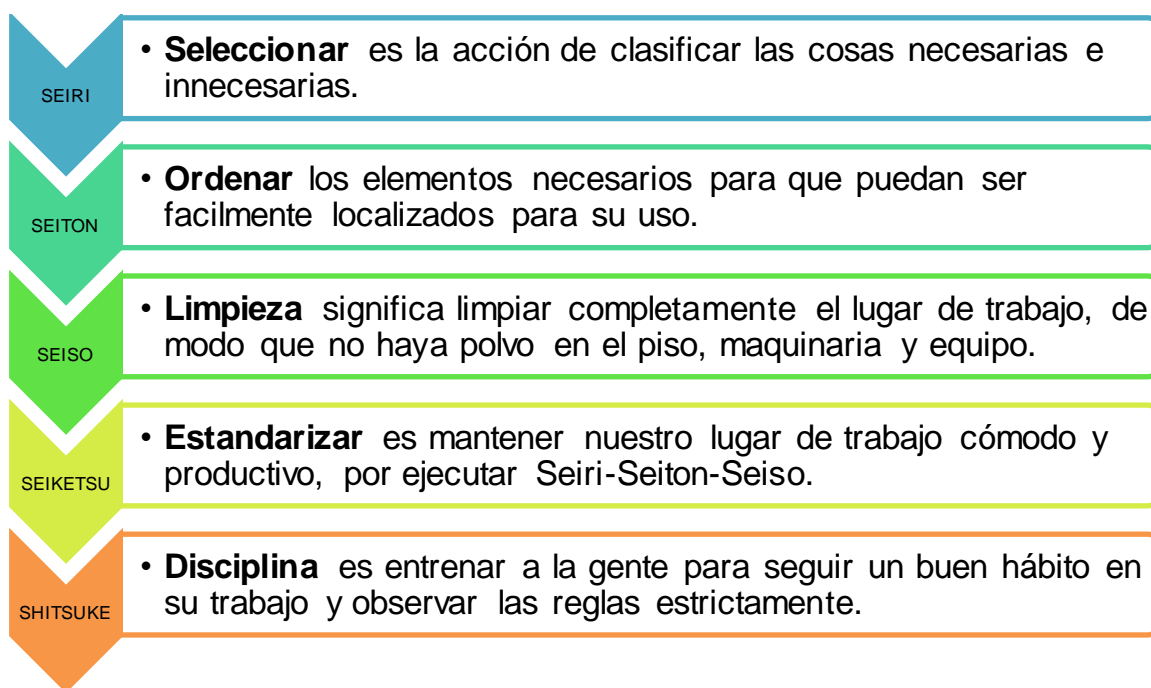 SEIRI
• Seleccionar es la acción de clasificar las cosas necesarias e
innecesarias.
SEITON
• Ordenar los elementos necesarios para que puedan ser
facilmente localizados para su uso.
SEISO
• Limpieza significa limpiar completamente el lugar de trabajo, de
modo que no haya polvo en el piso, maquinaria y equipo.
SEIKETSU
• Estandarizar es mantener nuestro lugar de trabajo cómodo y
productivo, por ejecutar Seiri-Seiton-Seiso.
SHITSUKE
• Disciplina es entrenar a la gente para seguir un buen hábito en
su trabajo y observar las reglas estrictamente.